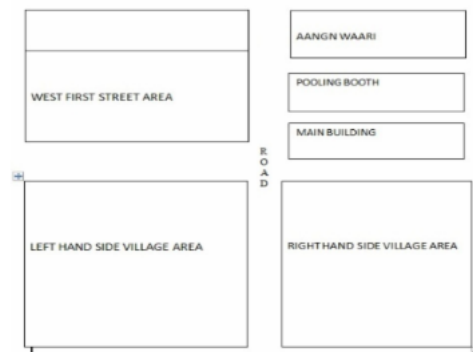 AANGN WAARI
POOLING BOOTH
WEST FIRST STREET AREA
MAIN BUILDING
ROAD
LEFT HAND SIDE VILLAGE AREA
RIGHT HAND SIDE VILLAGE AREA